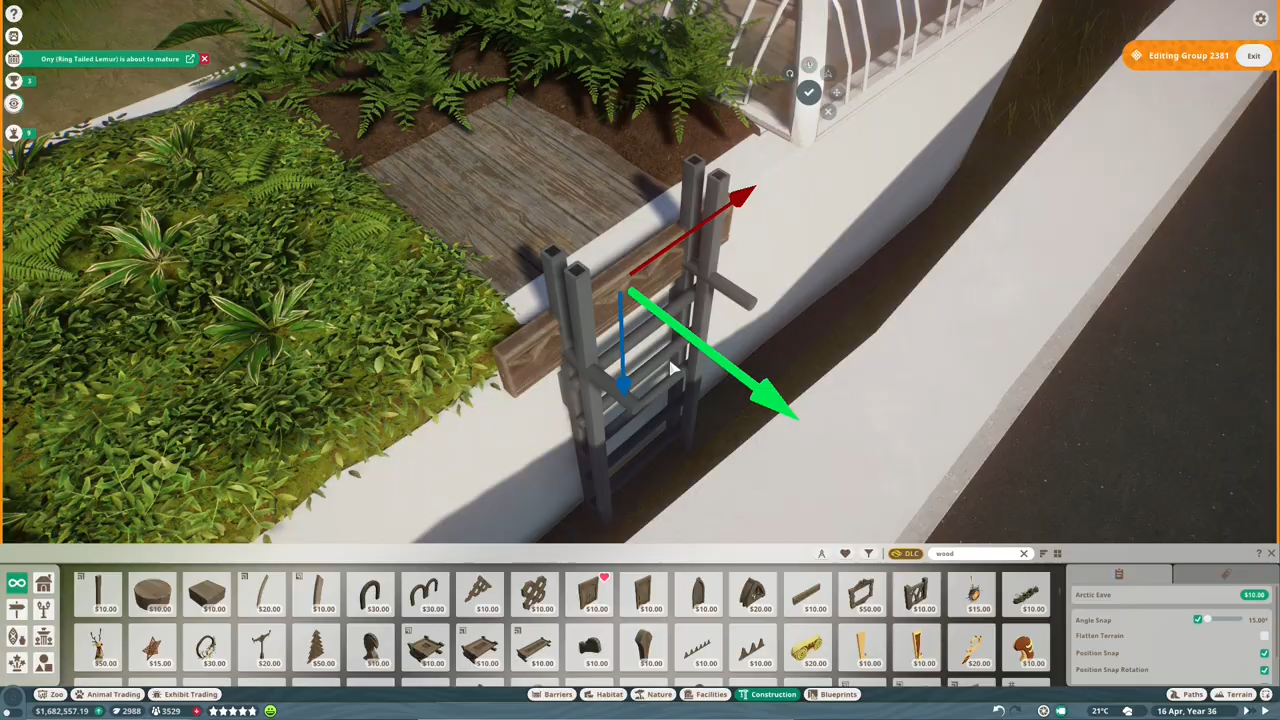 ?
Ony (Ring Tailed Lemur) is about to mature
3
9
Editing Group 2381
Exit
DLC
wood
?
$10.00 $10.00 $10.00 $20.00 $10.00 $30.00 $30.00 $10.00 $10.00 $10.00 $10.00 $10.00 $20.00 $10.00 $50.00 $10.00 $15.00 $10.00
$50.00 $15.00 $30.00 $20.00 $50.00 $10.00 $10.00 $10.00 $10.00 $10.00 $10.00 $10.00 $10.00 $20.00 $10.00 $10.00 $20.00 $10.00
Arctic Eave $10.00
Angle Snap 15.00°
Flatten Terrain
Position Snap
Position Snap Rotation
Zoo Animal Trading Exhibit Trading Barriers Habitat Nature Facilities Construction Blueprints Paths Terrain
$1,682,557.19 2988 3529 21°C 16 Apr, Year 36